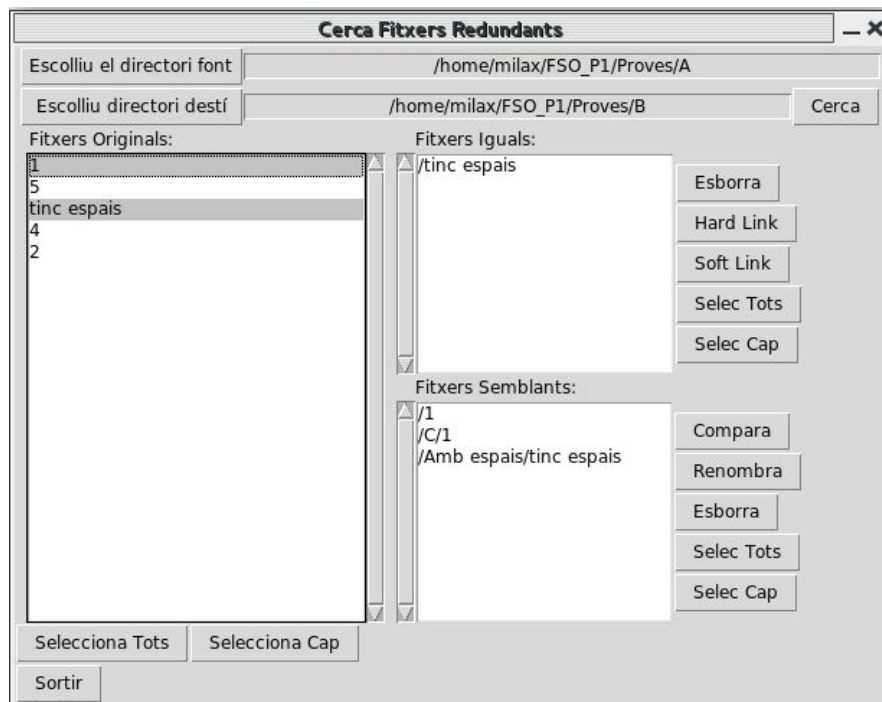 Cerca Fitxers Redundants
Escolliu el directori font /home/milax/FSO_P1/Proves/A
Escolliu directori destí /home/milax/FSO_P1/Proves/B Cerca
Fitxers Originals:
1
5
tinc espais
4
2
Fitxers Iguals:
/tinc espais
Esborra
Hard Link
Soft Link
Selec Tots
Selec Cap
Fitxers Semblants:
/1
/C/1
/Amb espais/tinc espais
Compara
Renombra
Esborra
Selec Tots
Selec Cap
Selecciona Tots Selecciona Cap
Sortir